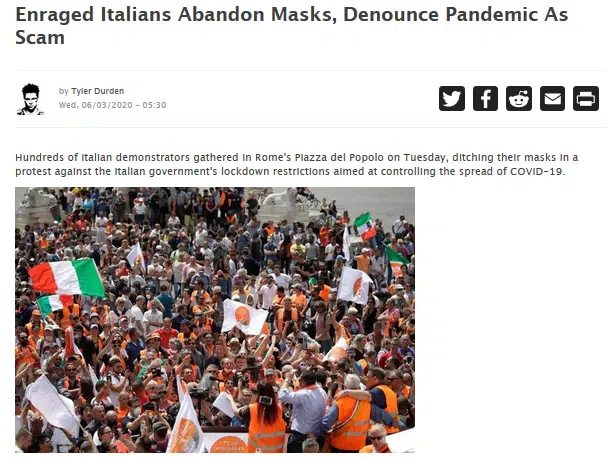 Enraged Italians Abandon Masks, Denounce Pandemic As
Scam
by Tyler Durden
Wed, 06/03/2020 - 05:30
Hundreds of Italian demonstrators gathered in Rome's Piazza del Popolo on Tuesday, ditching their masks in a
protest against the Italian government's lockdown restrictions aimed at controlling the spread of COVID-19.